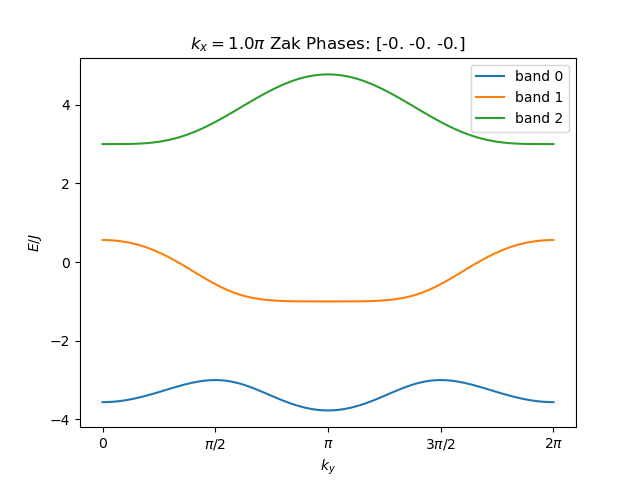 $k_x = 1.0\pi$ Zak Phases: [-0. -0. -0.]
band 0
band 1
band 2
4
2
0
−2
−4
E/J
0
π/2
π
3π/2
2π
$k_y$